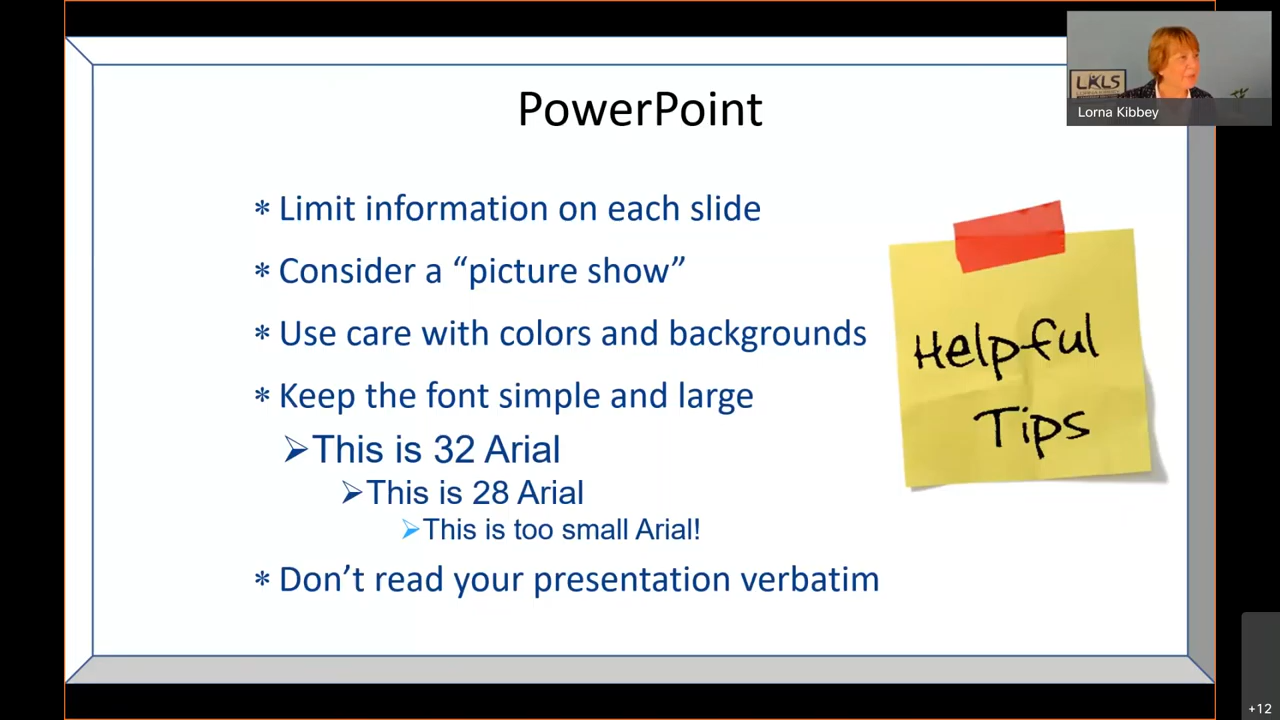 PowerPoint
LKLS
Lorna Kibbey
* Limit information on each slide
* Consider a “picture show”
* Use care with colors and backgrounds
* Keep the font simple and large
➢This is 32 Arial
➢This is 28 Arial
➢This is too small Arial!
* Don’t read your presentation verbatim
Helpful
Tips
+12